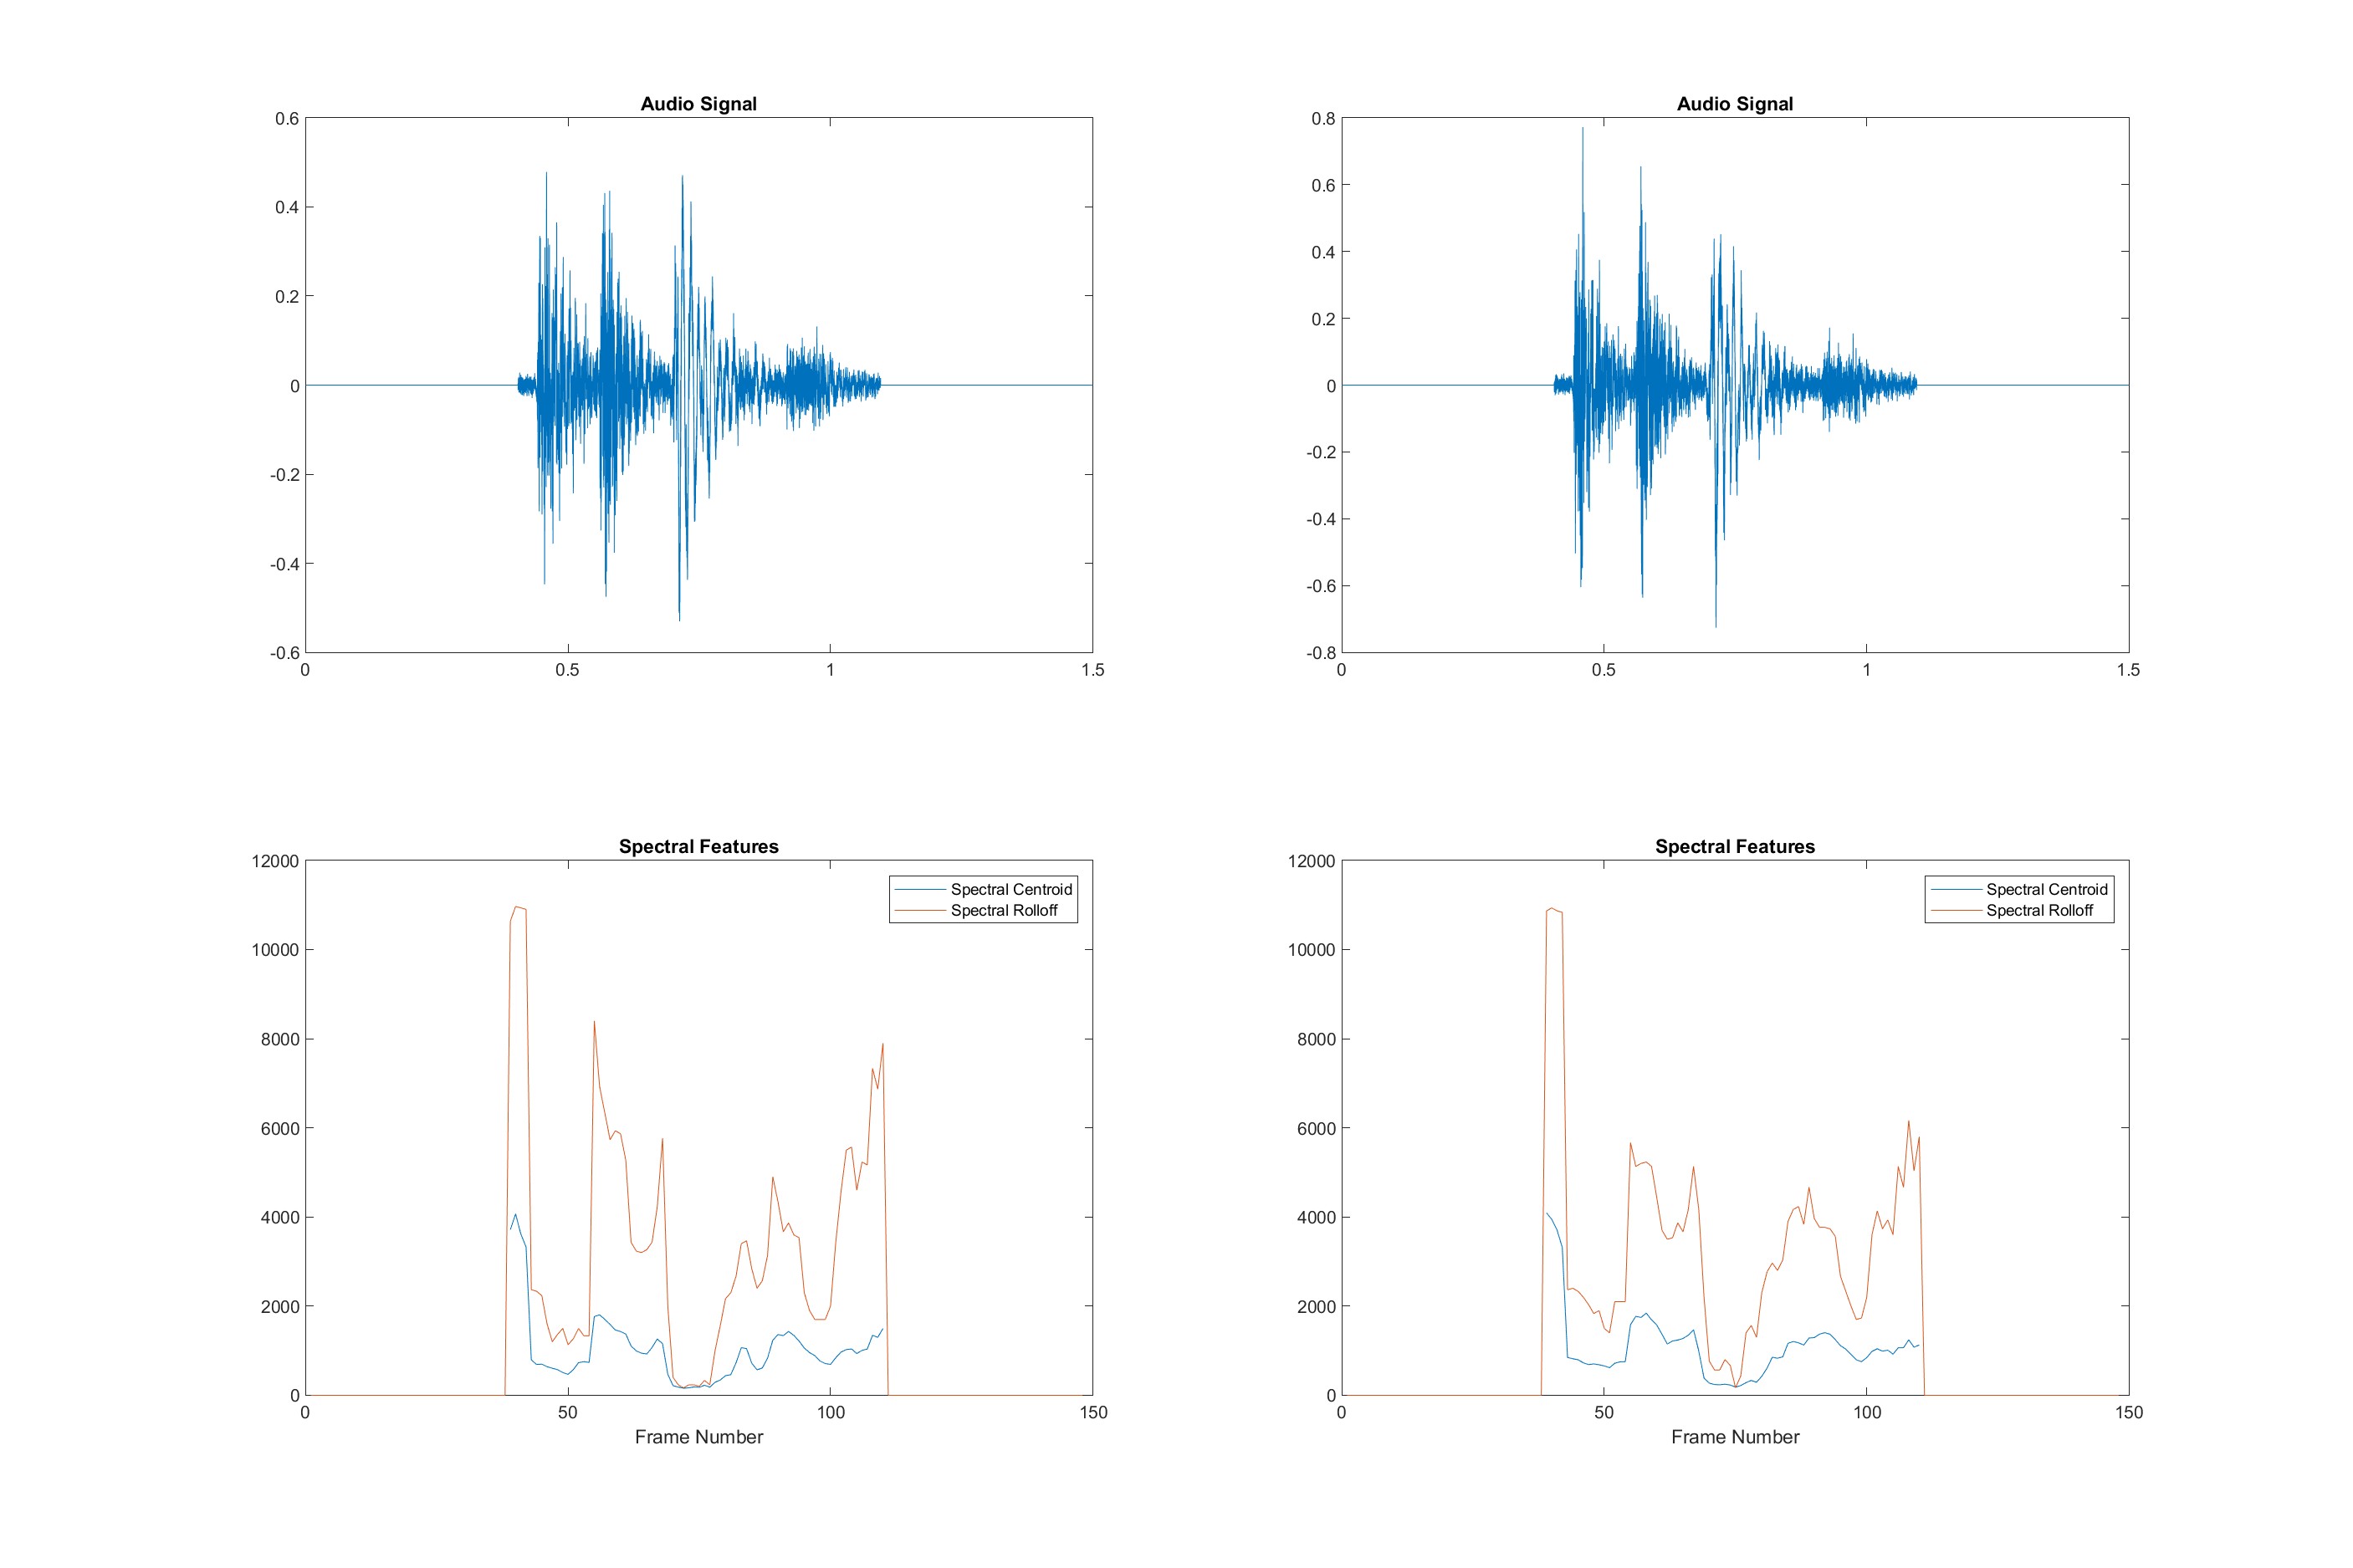 Audio Signal
0.6
0.4
0.2
0
-0.2
-0.4
-0.6
0 0.5 1 1.5
Audio Signal
0.8
0.6
0.4
0.2
0
-0.2
-0.4
-0.6
-0.8
0 0.5 1 1.5
Spectral Features
12000
10000
8000
6000
4000
2000
0
Spectral Centroid
Spectral Rolloff
0 50 100 150
Frame Number
Spectral Features
12000
10000
8000
6000
4000
2000
0
Spectral Centroid
Spectral Rolloff
0 50 100 150
Frame Number